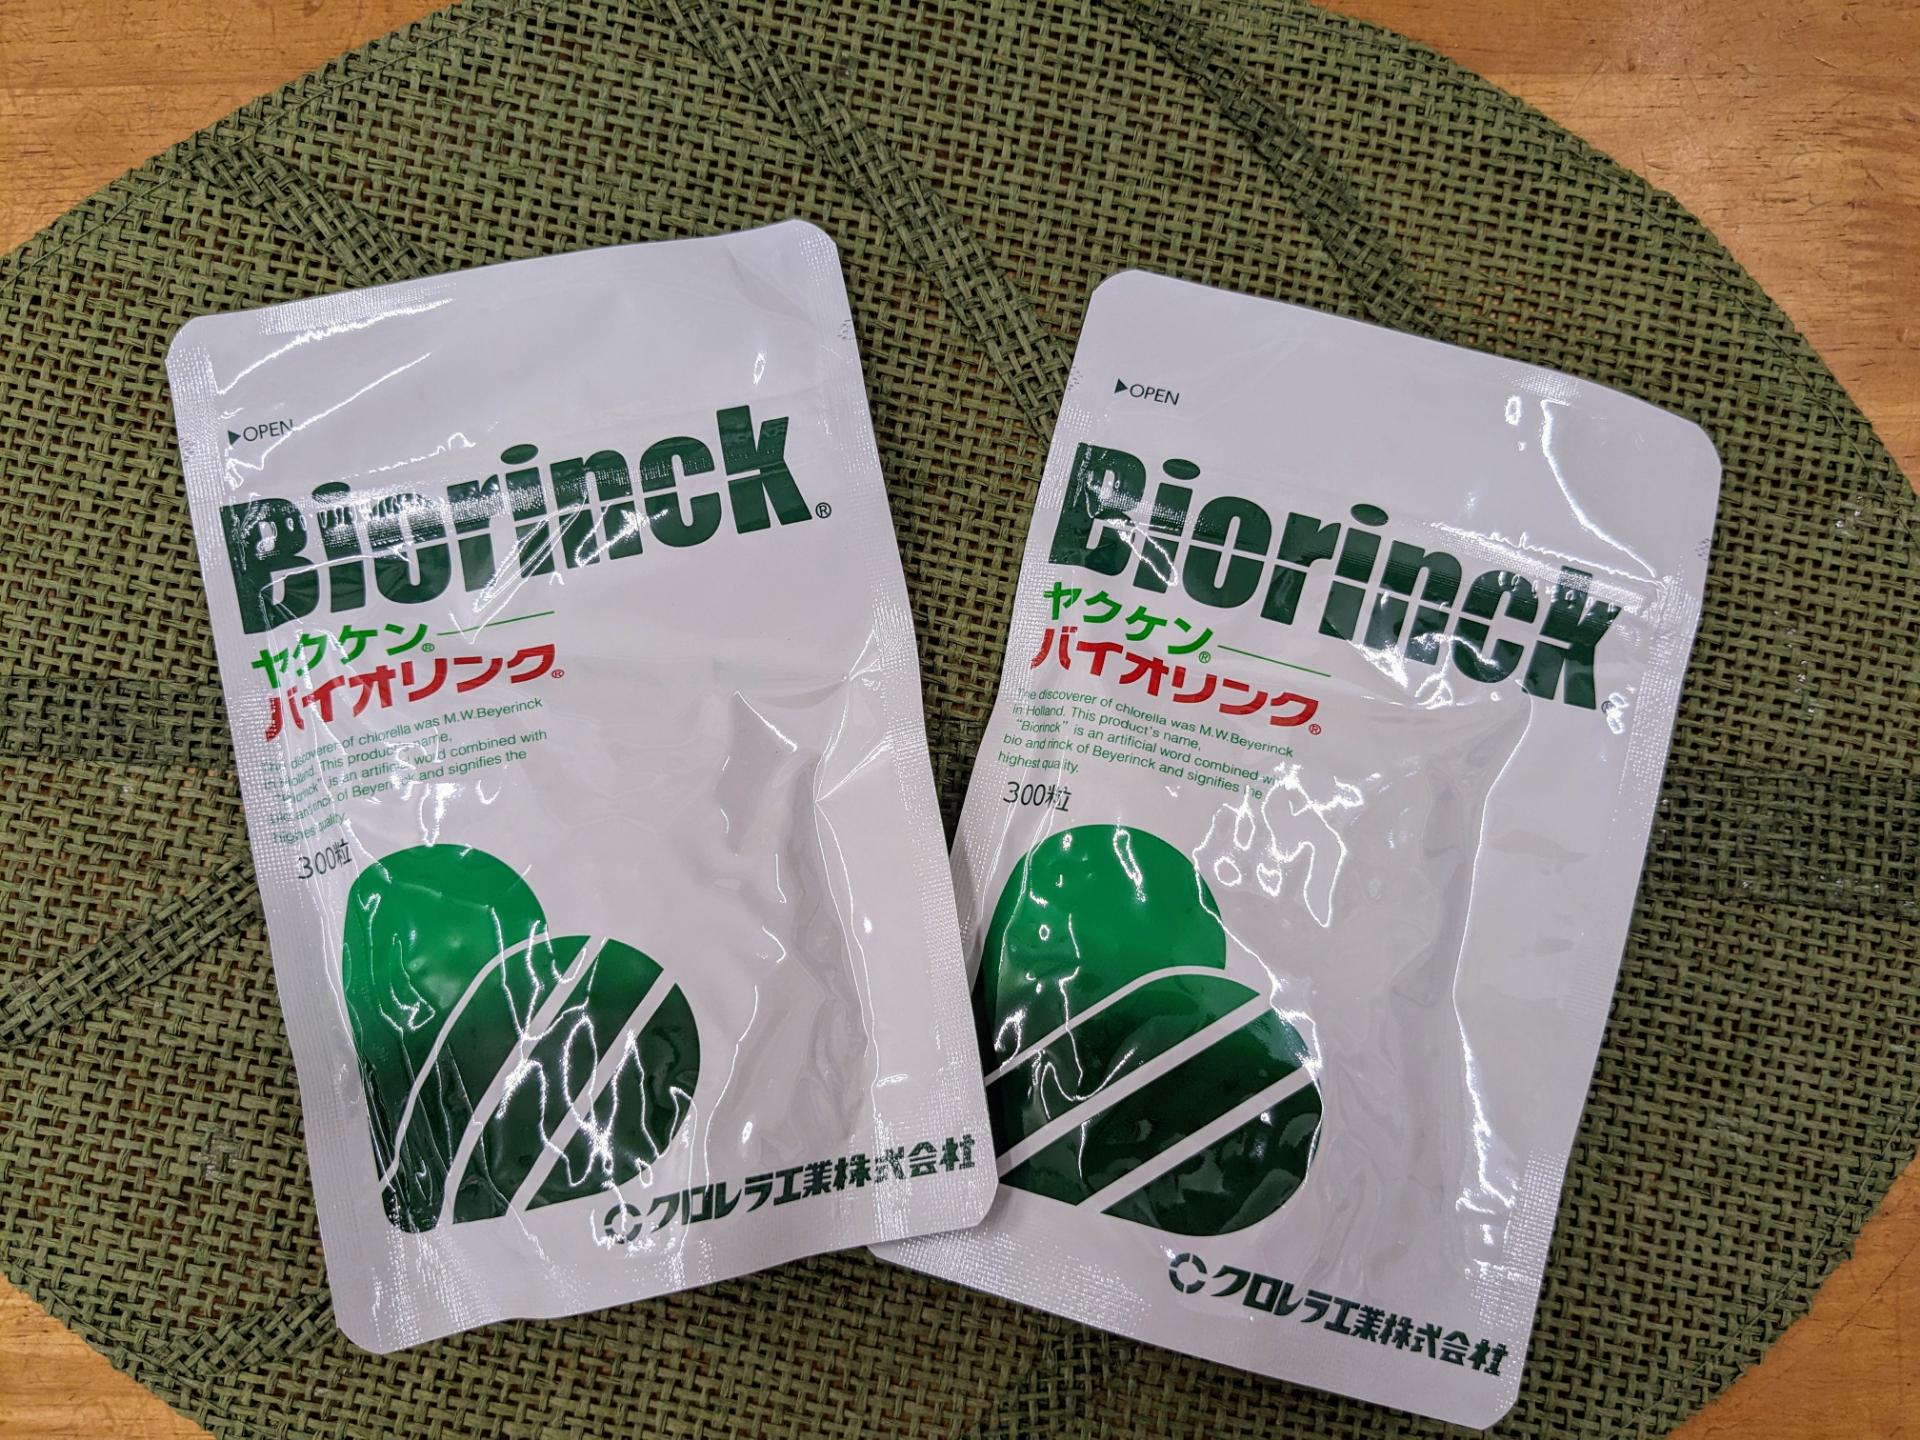 ▶OPEN
Biorinck®
ヤクケン®
バイオリンク®
The discoverer of chlorella was M.W.Beyerinck
in Holland. This product's name,
"Biorinck" is an artificial word combined with
bio and rinck of Beyerinck and signifies the
highest quality.
300粒
クロレラ工業株式会社
▶OPEN
Biorinck®
ヤクケン®
バイオリンク®
The discoverer of chlorella was M.W.Beyerinck
in Holland. This product's name,
"Biorinck" is an artificial word combined with
bio and rinck of Beyerinck and signifies the
highest quality.
300粒
クロレラ工業株式会社